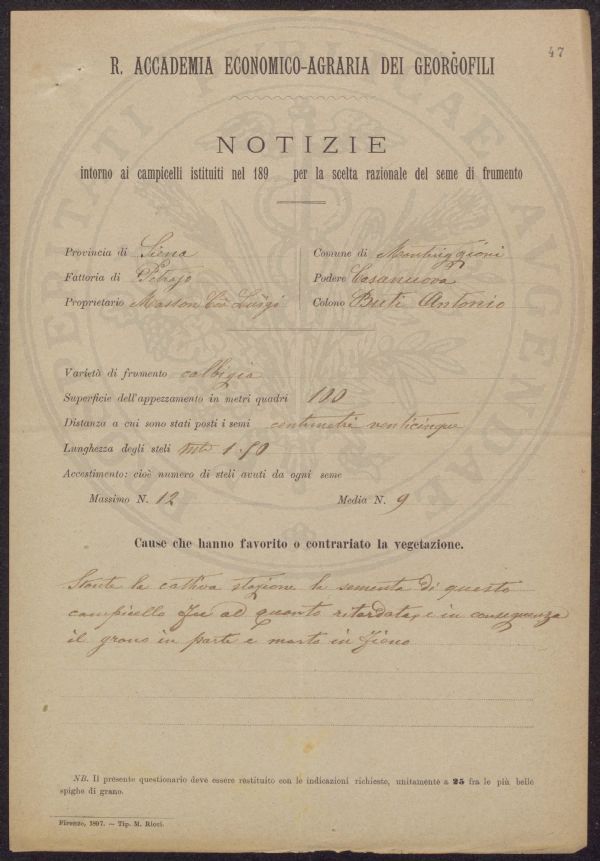 47
R. ACCADEMIA ECONOMICO-AGRARIA DEI GEORGOFILI
NOTIZIE
intorno ai campicelli istituiti nel 189 per la scelta razionale del seme di frumento
Provincia di Siena
Comune di Monteriggioni
Fattoria di Petrajo
Podere Casanuova
Proprietario Masson Cav Luigi
Colono Buti Antonio
Varietà di frumento calbigia
Superficie dell'appezzamento in metri quadri 100
Distanza a cui sono stati posti i semi centimetri venticinque
Lunghezza degli steli 1.50
Accestimento: cioè numero di steli avuti da ogni seme
Massimo N. 12 Media N. 9
Cause che hanno favorito o contrariato la vegetazione.
Stante la cattiva stagione la sementa di questo
campicello fu al quanto ritardata, e in conseguenza
il grano in parte e morto in fieno
NB. Il presente questionario deve essere restituito con le indicazioni richieste, unitamente a 25 fra le più belle
spighe di grano.
Firenze, 1897. — Tip. M. Ricci.